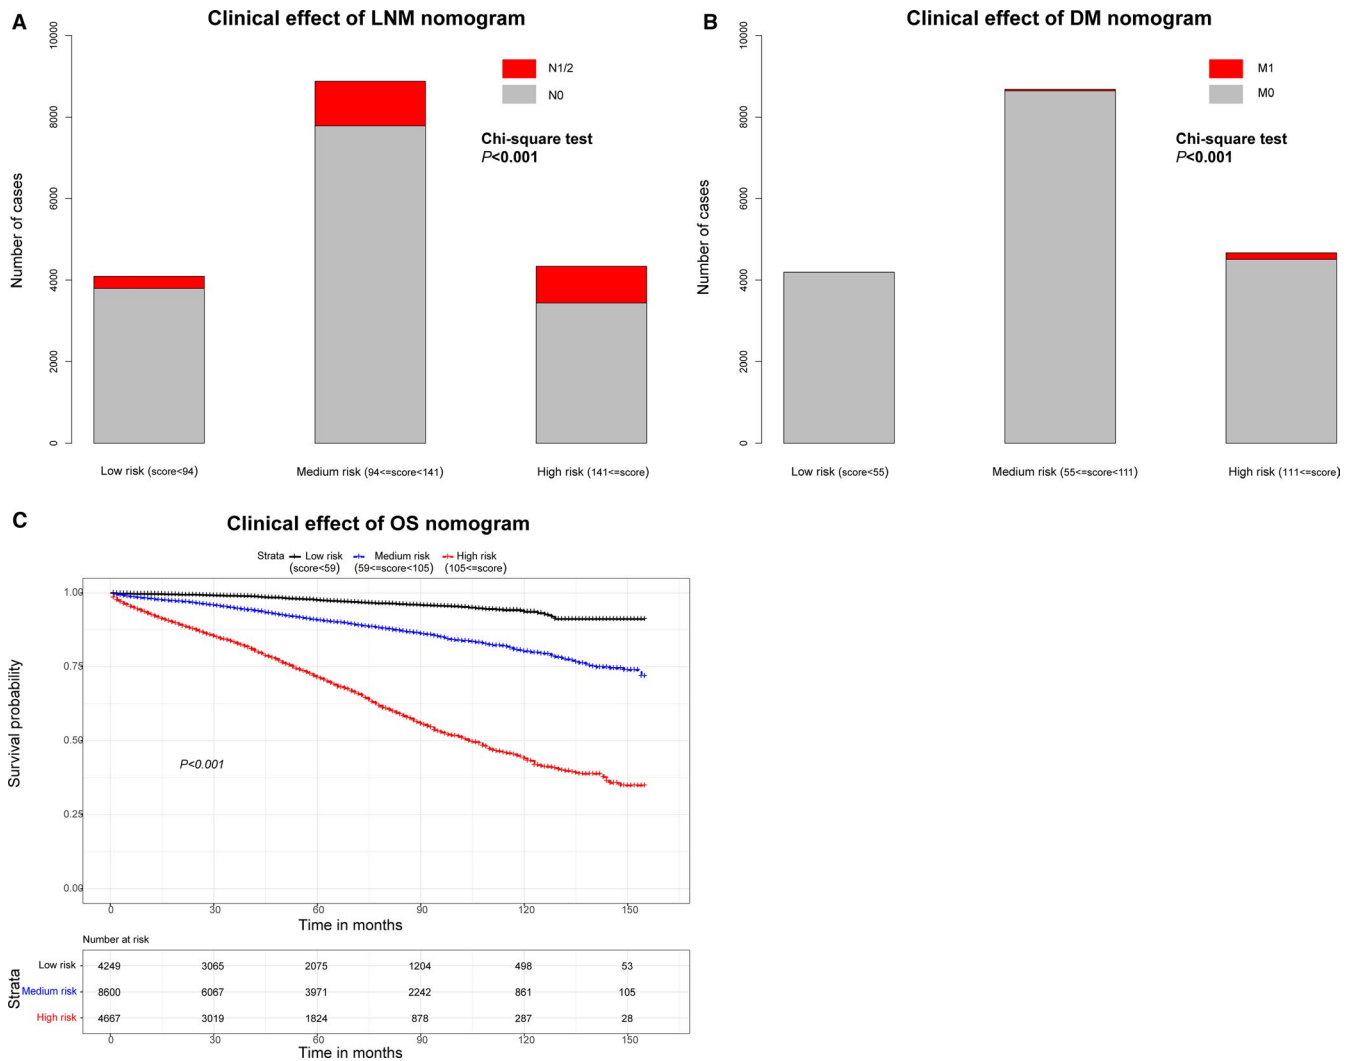 A
Clinical effect of LNM nomogram
Number of cases
10000
8000
6000
4000
2000
0
N1/2
N0
Chi-square test
P<0.001
Low risk (score<94)
Medium risk (94<=score<141)
High risk (141<=score)
B
Clinical effect of DM nomogram
Number of cases
10000
8000
6000
4000
2000
0
M1
M0
Chi-square test
P<0.001
Low risk (score<55)
Medium risk (55<=score<111)
High risk (111<=score)
C
Clinical effect of OS nomogram
Strata Low risk Medium risk High risk
(score<59) (59<=score<105) (105<=score)
Survival probability
1.00
0.75
0.50
0.25
0.00
P<0.001
0 30 60 90 120 150
Time in months
Number at risk
Strata
Low risk 4249 3065 2075 1204 498 53
Medium risk 8600 6067 3971 2242 861 105
High risk 4667 3019 1824 878 287 28
0 30 60 90 120 150
Time in months